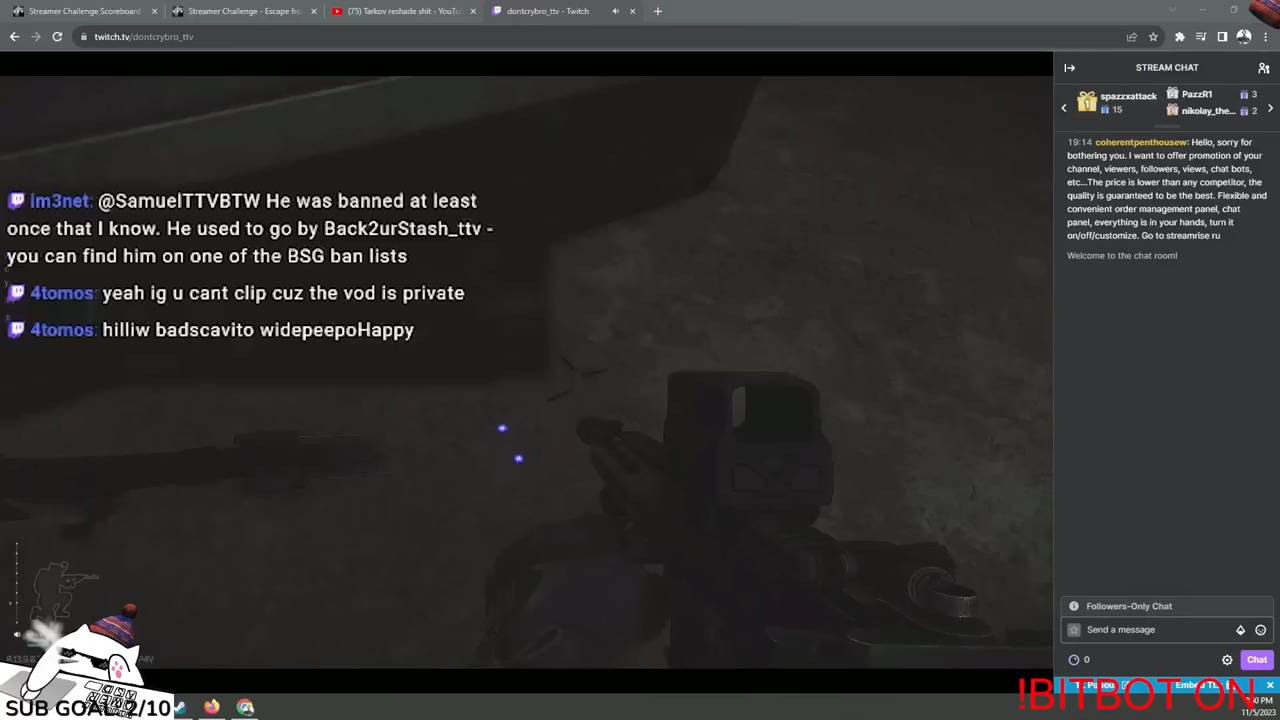 Streamer Challenge Scoreboard
Streamer Challenge - Escape fro
(75) Tarkov reshade shit - YouTu
dontcrybro_ttv - Twitch
twitch.tv/dontcrybro_ttv
STREAM CHAT
spazzxattack
15
PazzR1
3
nikolay_the...
2
19:14 coherentpenthousew: Hello, sorry for
bothering you. I want to offer promotion of your
channel, viewers, followers, views, chat bots,
etc...The price is lower than any competitor, the
quality is guaranteed to be the best. Flexible and
convenient order management panel, chat
panel, everything is in your hands, turn it
on/off/customize. Go to streamrise ru
Welcome to the chat room!
im3net: @SamuelTTVBTW He was banned at least
once that I know. He used to go by Back2urStash_ttv -
you can find him on one of the BSG ban lists
4tomos: yeah ig u cant clip cuz the vod is private
4tomos: hilliw badscavito widepeepoHappy
Followers-Only Chat
Send a message
0
Chat
!BITBOT ON
SUB GOAL 2/10
11/5/2023